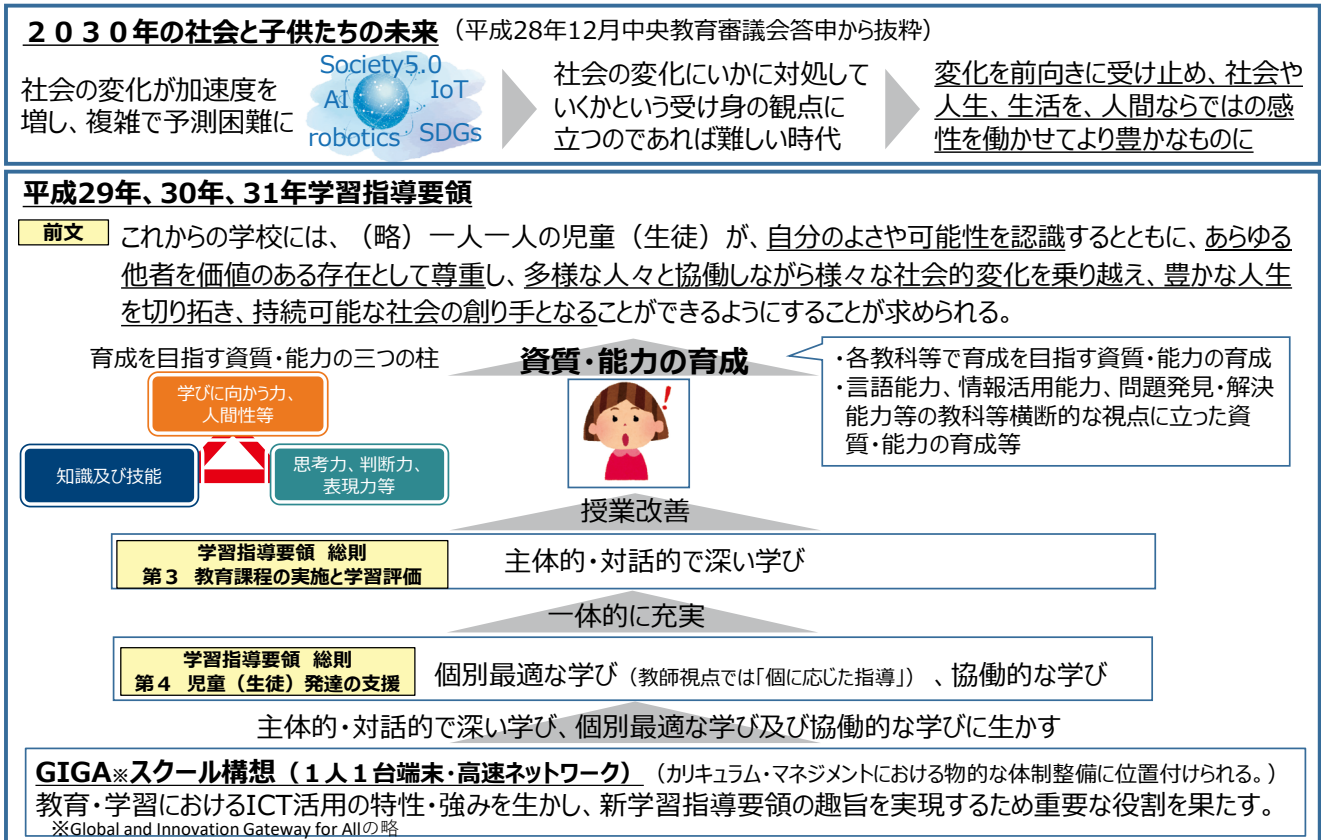 ２０３０年の社会と子供たちの未来（平成28年12月中央教育審議会答申から抜粋）
社会の変化が加速度を
増し、複雑で予測困難に
Society5.0
AI
IoT
robotics
SDGs
社会の変化にいかに対処して
いくかという受け身の観点に
立つのであれば難しい時代
変化を前向きに受け止め、社会や
人生、生活を、人間ならではの感
性を働かせてより豊かなものに
平成29年、30年、31年学習指導要領
前文
これからの学校には、（略）一人一人の児童（生徒）が、自分のよさや可能性を認識するとともに、あらゆる
他者を価値のある存在として尊重し、多様な人々と協働しながら様々な社会的変化を乗り越え、豊かな人生
を切り拓き、持続可能な社会の創り手となることができるようにすることが求められる。
育成を目指す資質・能力の三つの柱
学びに向かう力、
人間性等
知識及び技能
思考力、判断力、
表現力等
資質・能力の育成
・各教科等で育成を目指す資質・能力の育成
・言語能力、情報活用能力、問題発見・解決
能力等の教科等横断的な視点に立った資
質・能力の育成等
授業改善
学習指導要領 総則
第３ 教育課程の実施と学習評価
主体的・対話的で深い学び
一体的に充実
学習指導要領 総則
第４ 児童（生徒）発達の支援
個別最適な学び（教師視点では「個に応じた指導」）、協働的な学び
主体的・対話的で深い学び、個別最適な学び及び協働的な学びに生かす
GIGA※スクール構想（１人１台端末・高速ネットワーク）（カリキュラム・マネジメントにおける物的な体制整備に位置付けられる。）
教育・学習におけるICT活用の特性・強みを生かし、新学習指導要領の趣旨を実現するため重要な役割を果たす。
※Global and Innovation Gateway for Allの略